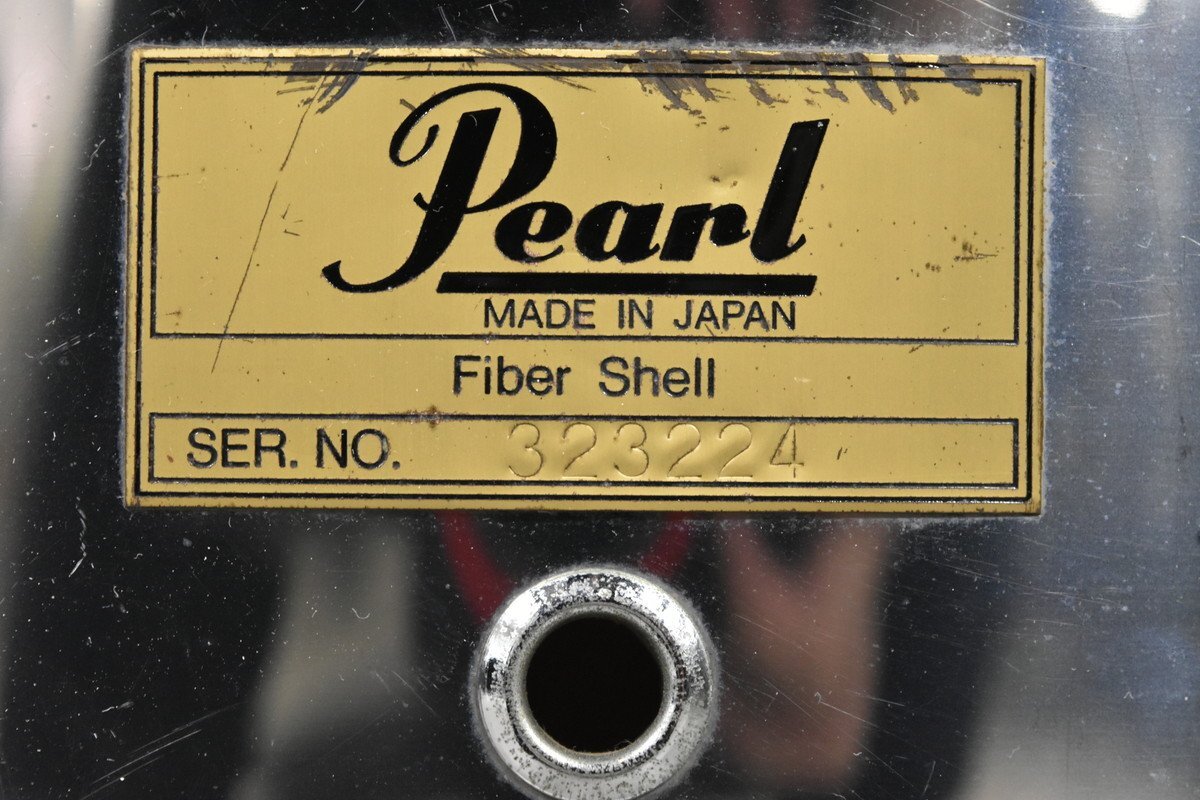 Pearl
MADE IN JAPAN
Fiber Shell
SER. NO. 323224